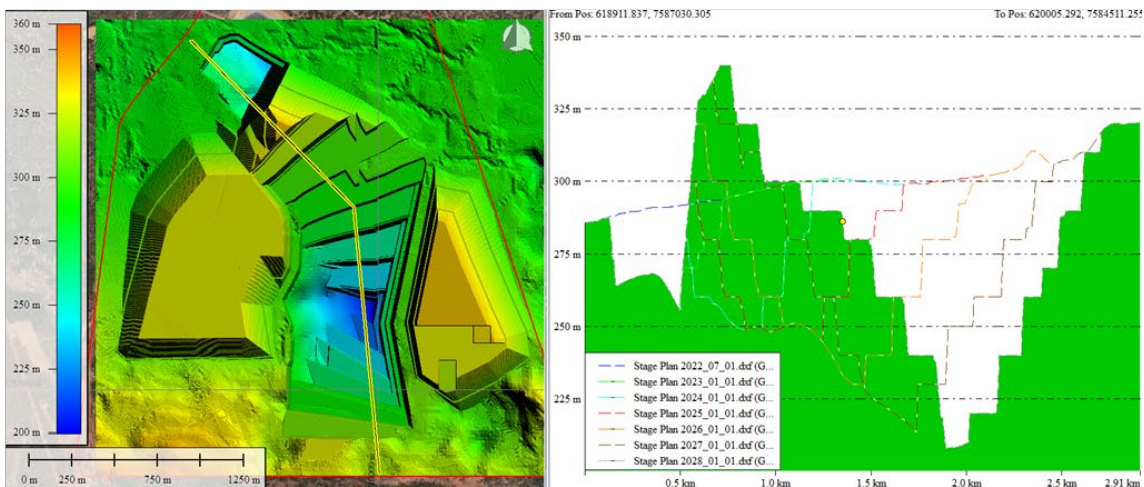 From Pos: 618911.837, 7587030.305
To Pos: 620005.292, 7584511.255
360 m
350 m
325 m
300 m
275 m
250 m
225 m
200 m
0 m
250 m
750 m
1250 m
350 m
325 m
300 m
275 m
250 m
225 m
Stage Plan 2022_07_01.dxf (G...
Stage Plan 2023_01_01.dxf (G...
Stage Plan 2024_01_01.dxf (G...
Stage Plan 2025_01_01.dxf (G...
Stage Plan 2026_01_01.dxf (G...
Stage Plan 2027_01_01.dxf (G...
Stage Plan 2028_01_01.dxf (G...
0.5 km
1.0 km
1.5 km
2.0 km
2.5 km
2.91 km